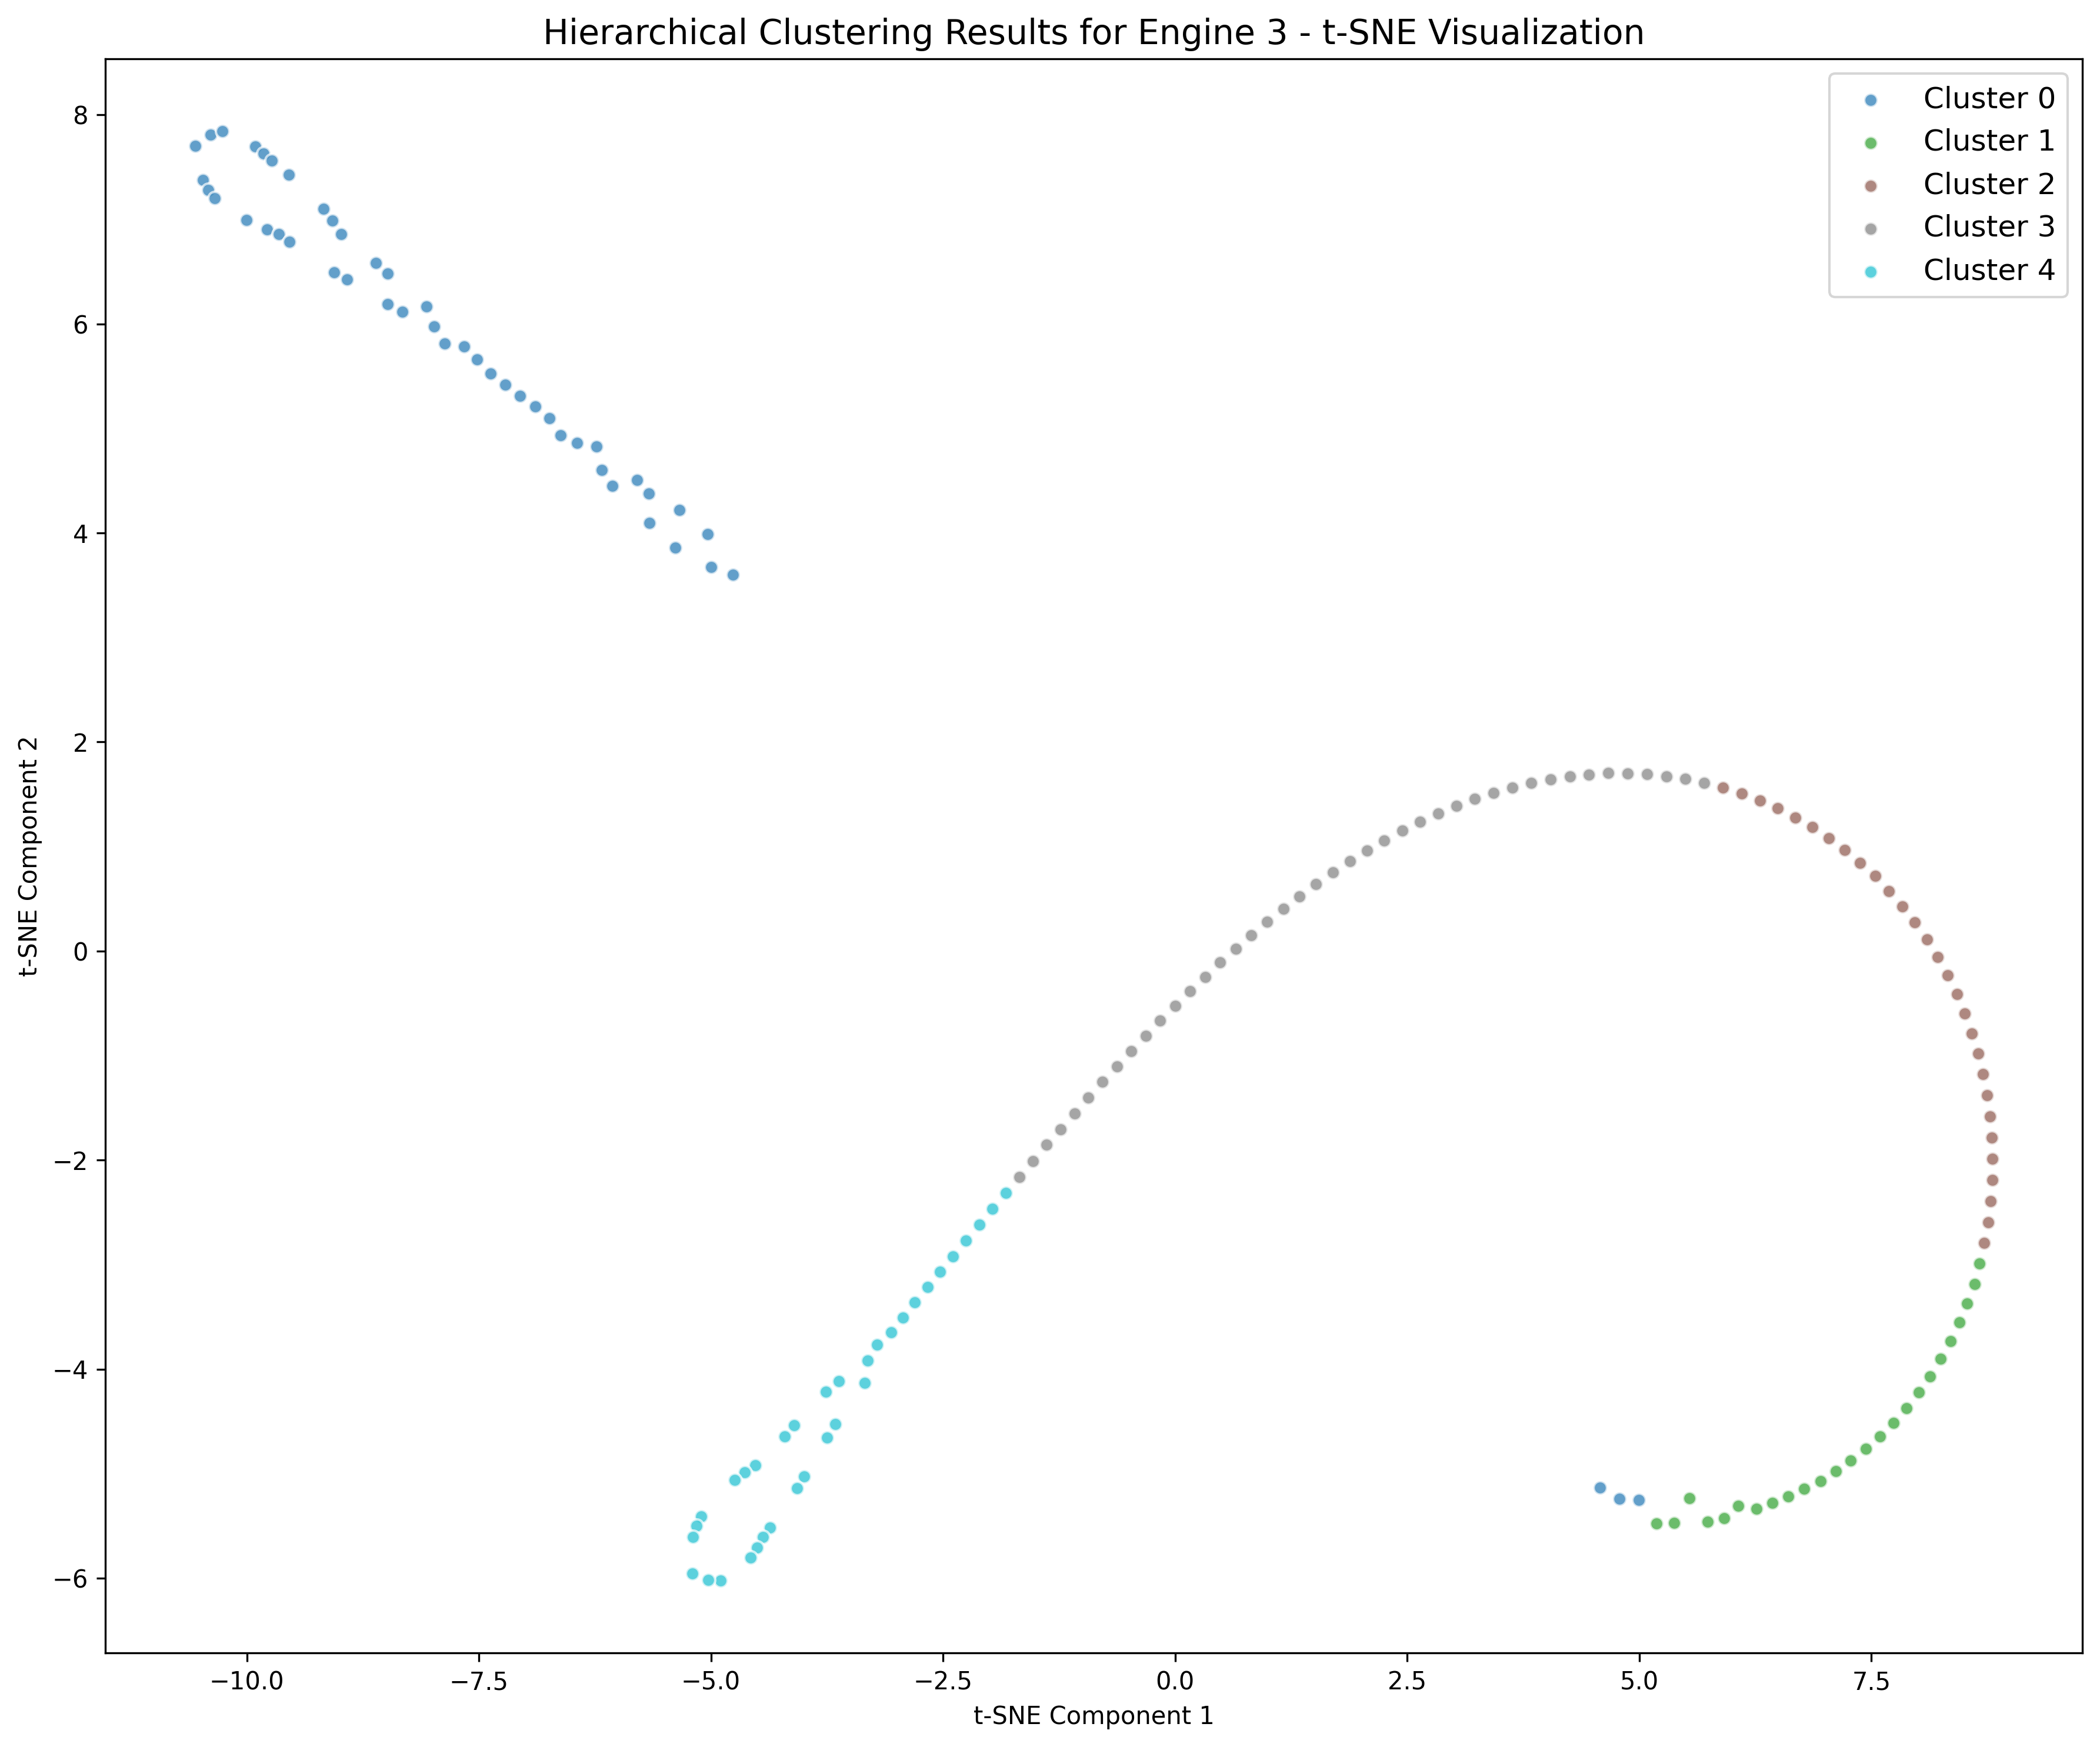 Hierarchical Clustering Results for Engine 3 - t-SNE Visualization
Cluster 0
Cluster 1
Cluster 2
Cluster 3
Cluster 4
8
6
4
2
0
−2
−4
−6
t-SNE Component 2
−10.0 −7.5 −5.0 −2.5 0.0 2.5 5.0 7.5
t-SNE Component 1